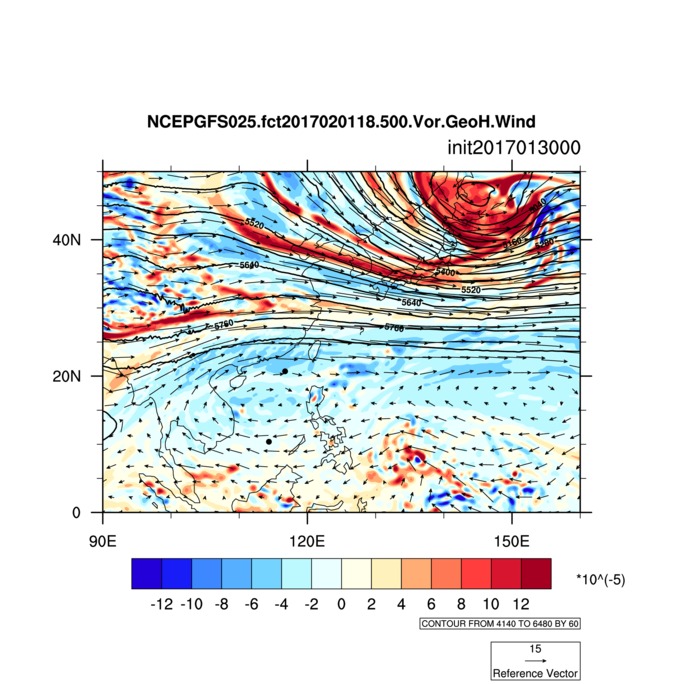 NCEPGFS025.fct2017020118.500.Vor.GeoH.Wind
init2017013000
5520
5640
5760
5400
5520
5640
5760
5160
40N
20N
0
90E 120E 150E
-12 -10 -8 -6 -4 -2 0 2 4 6 8 10 12
*10^(-5)
CONTOUR FROM 4140 TO 6480 BY 60
15
Reference Vector